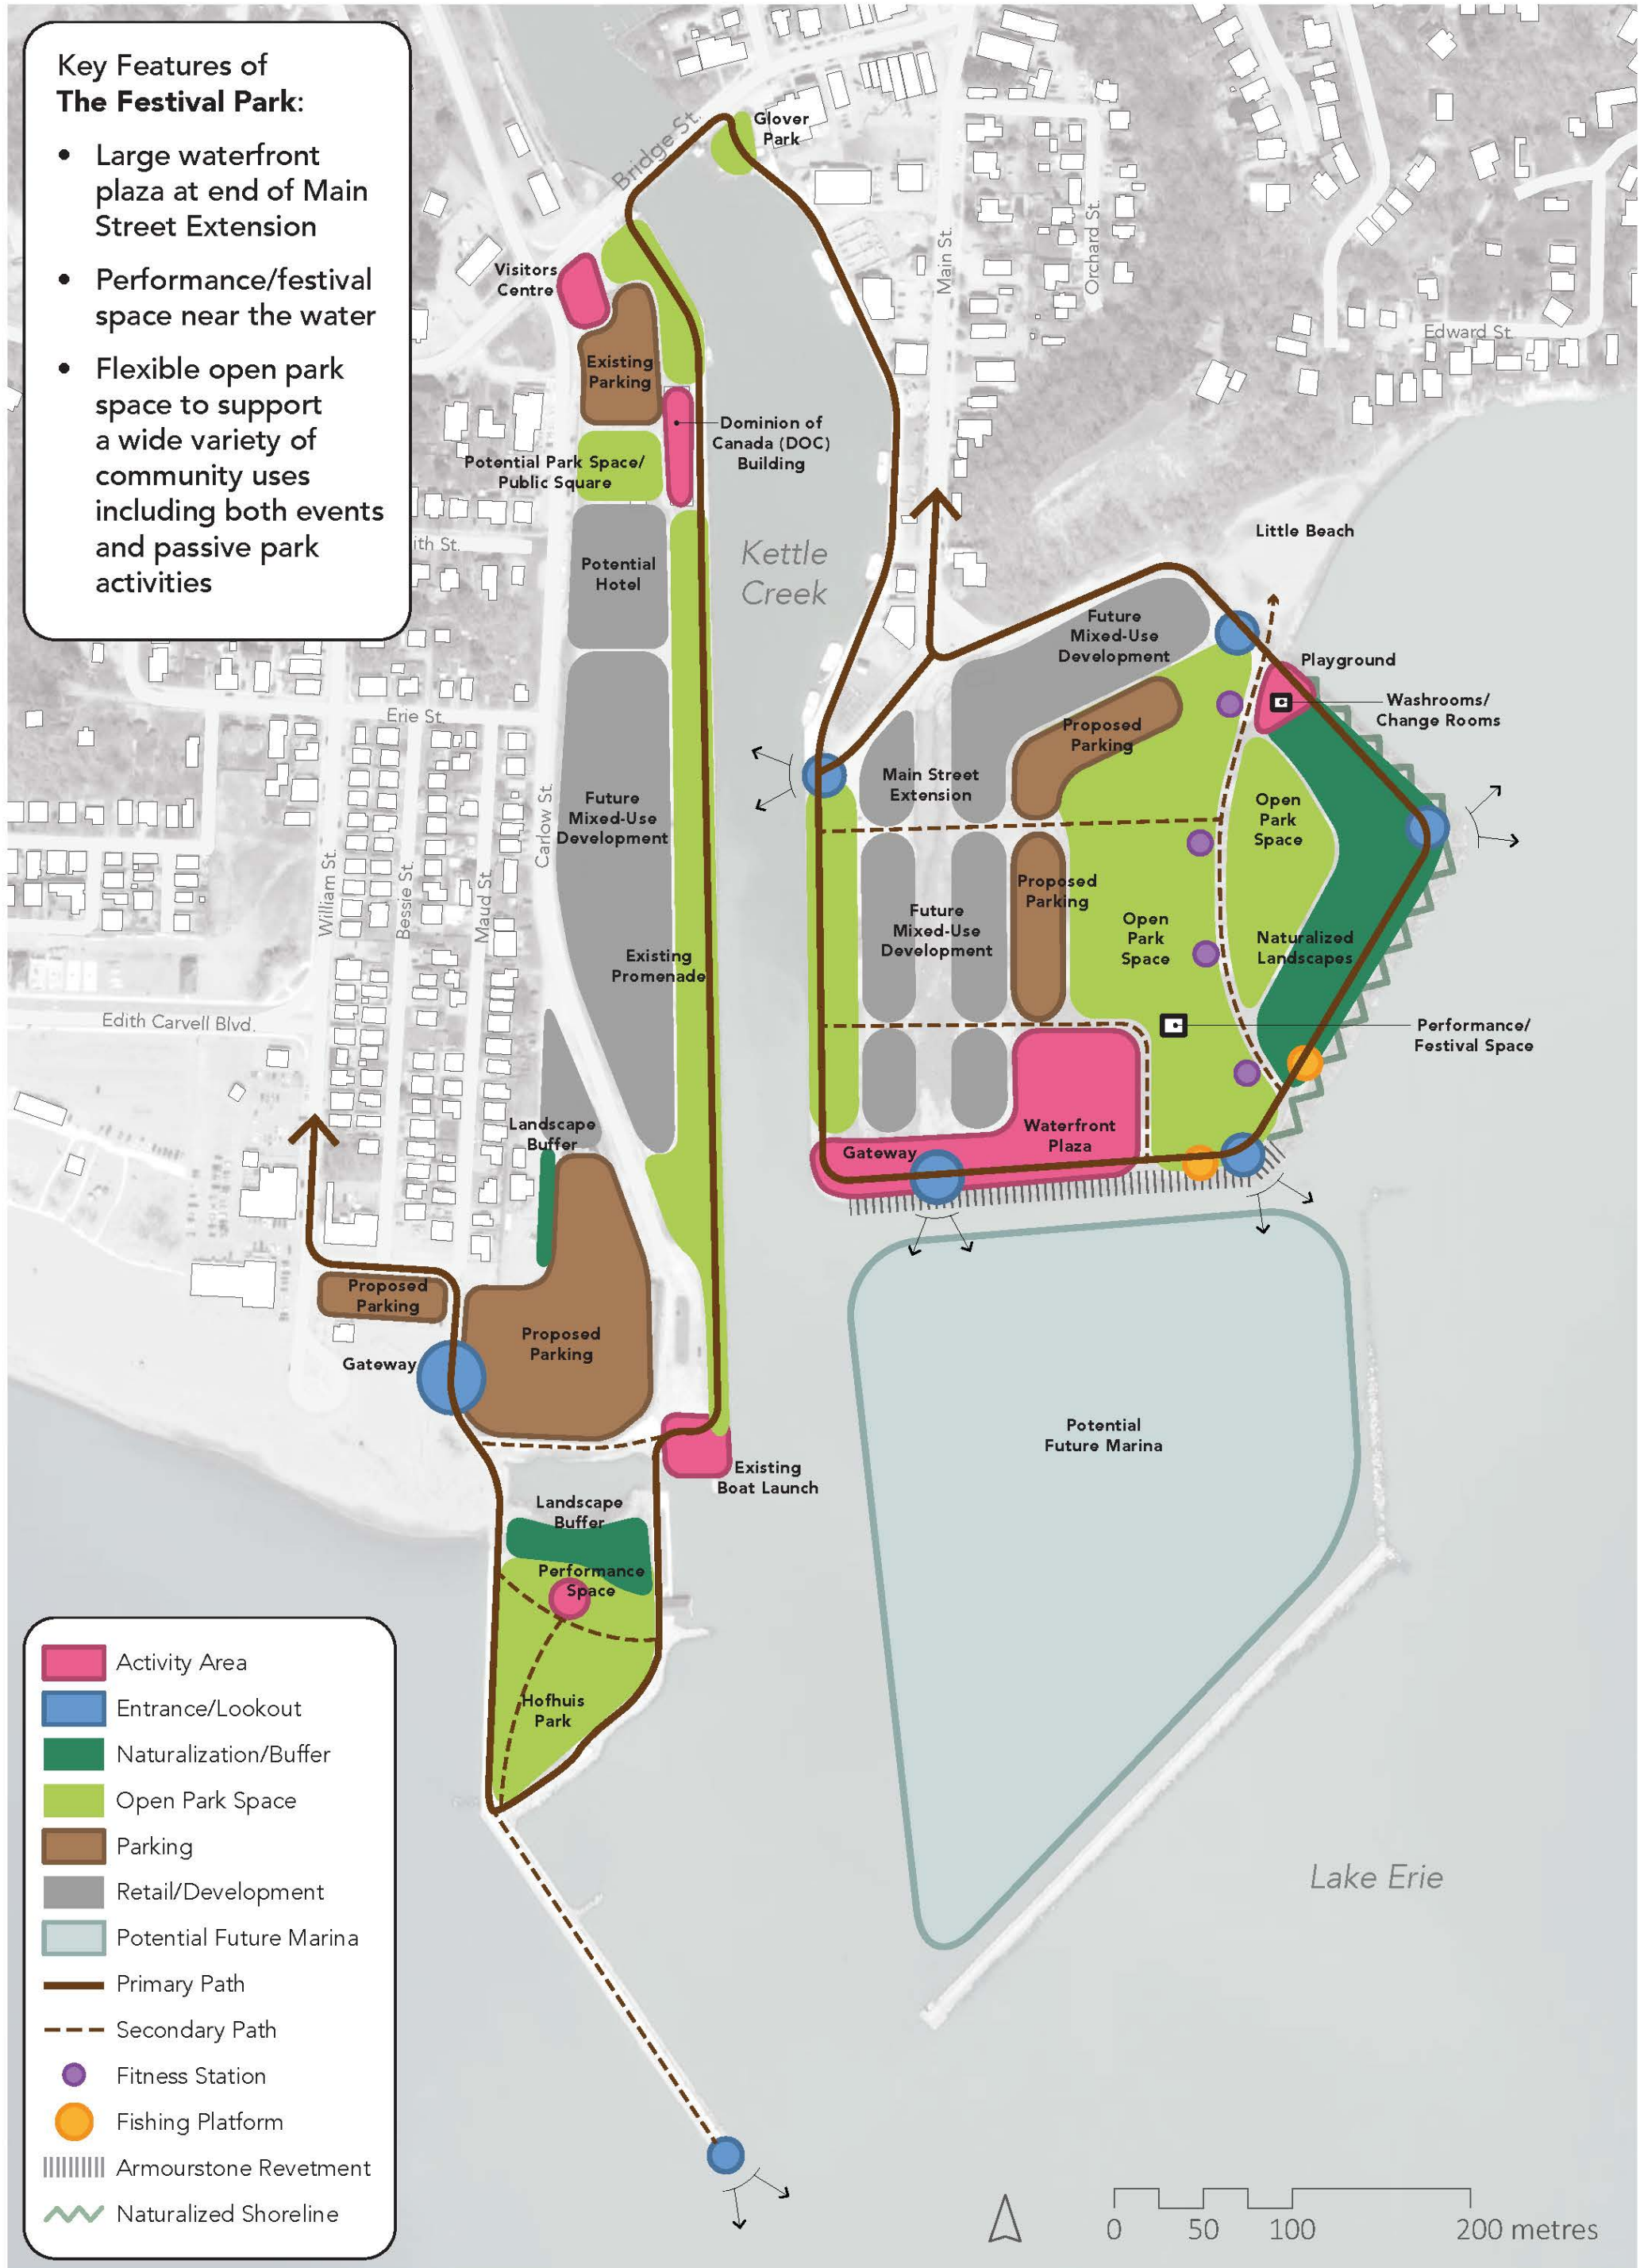 Key Features of
The Festival Park:
• Large waterfront
plaza at end of Main
Street Extension
• Performance/festival
space near the water
• Flexible open park
space to support
a wide variety of
community uses
including both events
and passive park
activities
Bridge St.
Glover
Park
Visitors
Centre
Main St.
Orchard St.
Edward St.
Existing
Parking
Dominion of
Canada (DOC)
Building
Potential Park Space/
Public Square
ith St.
Potential
Hotel
Kettle
Creek
Little Beach
Future
Mixed-Use
Development
Playground
Washrooms/
Change Rooms
Erie St.
Proposed
Parking
Main Street
Extension
Future
Mixed-Use
Development
Carlow St.
Open
Park
Space
William St.
Bessie St.
Maud St.
Proposed
Parking
Future
Mixed-Use
Development
Open
Park
Space
Naturalized
Landscapes
Existing
Promenade
Edith Carvell Blvd.
Performance/
Festival Space
Landscape
Buffer
Waterfront
Plaza
Gateway
Proposed
Parking
Proposed
Parking
Gateway
Potential
Future Marina
Existing
Boat Launch
Landscape
Buffer
Performance
Space
Hofhuis
Park
Lake Erie
Activity Area
Entrance/Lookout
Naturalization/Buffer
Open Park Space
Parking
Retail/Development
Potential Future Marina
Primary Path
Secondary Path
Fitness Station
Fishing Platform
Armourstone Revetment
Naturalized Shoreline
0 50 100 200 metres